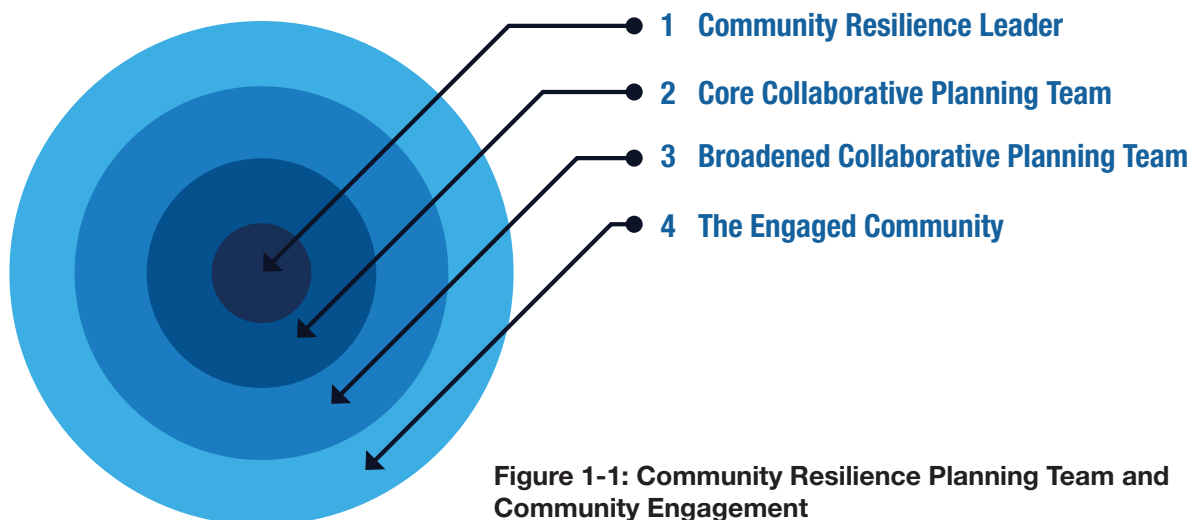 1 Community Resilience Leader
2 Core Collaborative Planning Team
3 Broadened Collaborative Planning Team
4 The Engaged Community
Figure 1-1: Community Resilience Planning Team and
Community Engagement